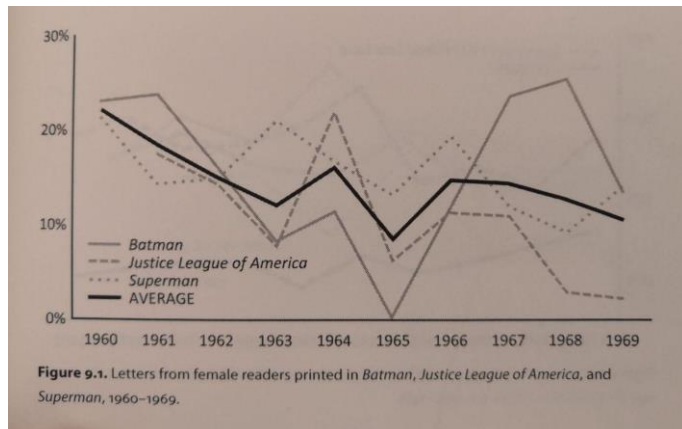 30%
20%
10%
0%
Batman
Justice League of America
Superman
AVERAGE
1960 1961 1962 1963 1964 1965 1966 1967 1968 1969
Figure 9.1. Letters from female readers printed in Batman, Justice League of America, and
Superman, 1960–1969.